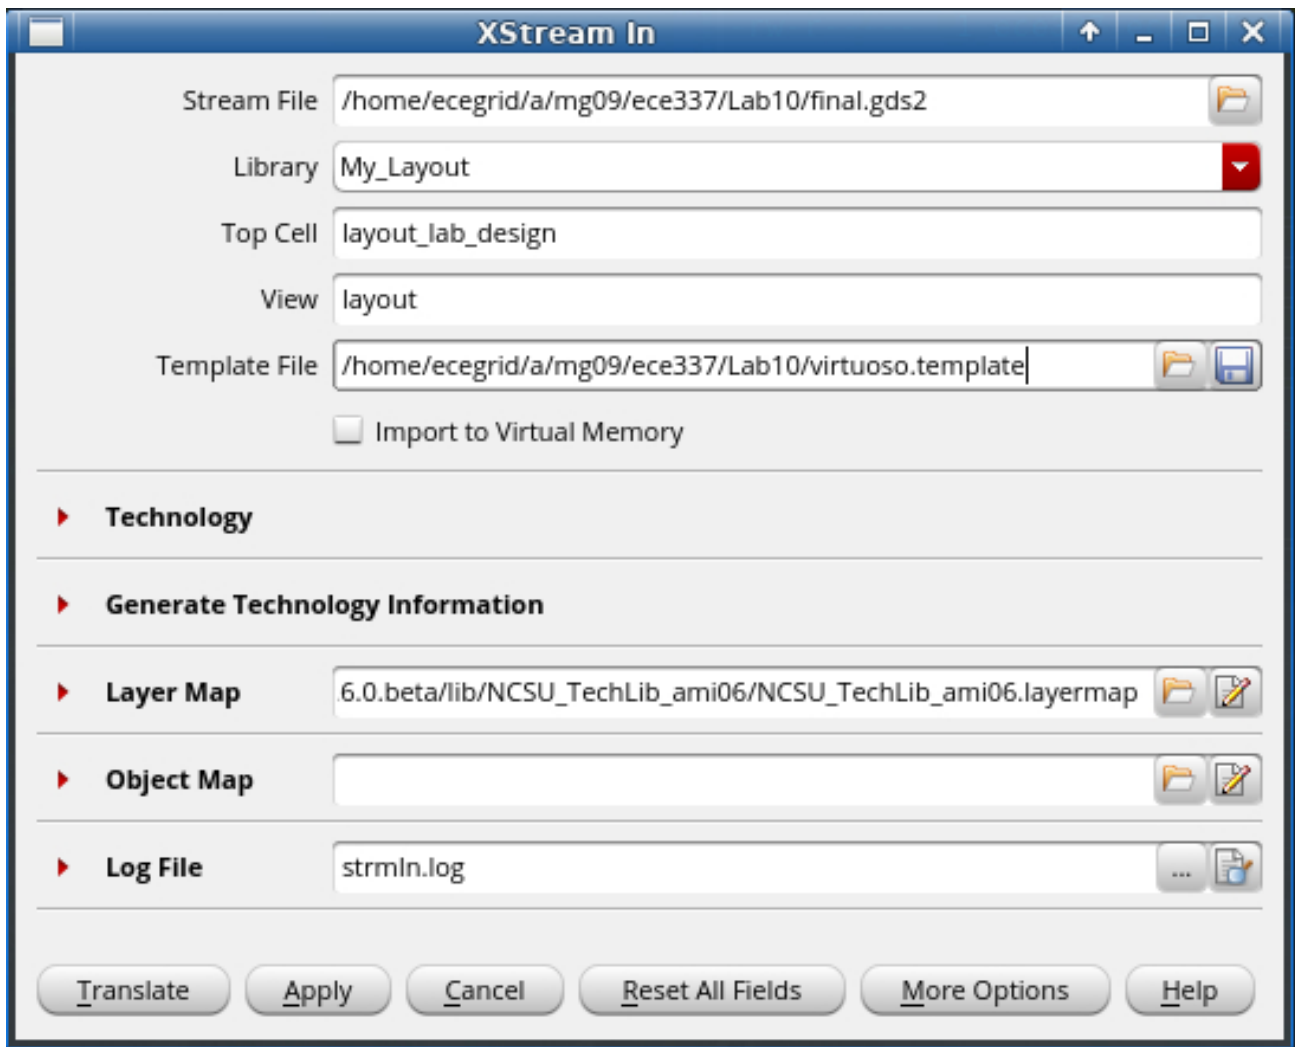 XStream In
Stream File /home/ecegrid/a/mg09/ece337/Lab10/final.gds2
Library My_Layout
Top Cell layout_lab_design
View layout
Template File /home/ecegrid/a/mg09/ece337/Lab10/virtuoso.template
Import to Virtual Memory
Technology
Generate Technology Information
Layer Map .6.0.beta/lib/NCSU_TechLib_ami06/NCSU_TechLib_ami06.layermap
Object Map
Log File strmIn.log ...
Translate Apply Cancel Reset All Fields More Options Help